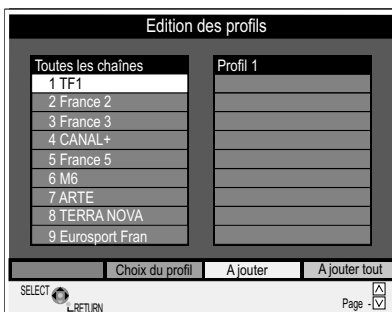 Edition des profils
Toutes les chaînes
Profil 1
1 TF1
2 France 2
3 France 3
4 CANAL+
5 France 5
6 M6
7 ARTE
8 TERRA NOVA
9 Eurosport Fran
Choix du profil
Ajouter
Ajouter tout
SELECT
RETURN
Page -